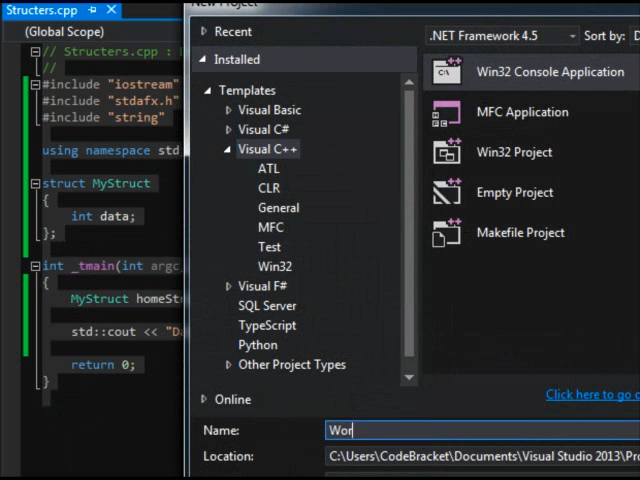 Structers.cpp
New Project
(Global Scope)
Recent
.NET Framework 4.5
Sort by:
// Structers.cpp :
//
#include "iostream"
#include "stdafx.h"
#include "string"
using namespace std
struct MyStruct
{
int data;
};
int _tmain(int argc,
{
MyStruct homeStr
std::cout << "Da
return 0;
}
Installed
Templates
Visual Basic
Visual C#
Visual C++
ATL
CLR
General
MFC
Test
Win32
Visual F#
SQL Server
TypeScript
Python
Other Project Types
Online
Win32 Console Application
MFC Application
Win32 Project
Empty Project
Makefile Project
Click here to go o
Name:
Wor
Location:
C:\Users\CodeBracket\Documents\Visual Studio 2013\Pro